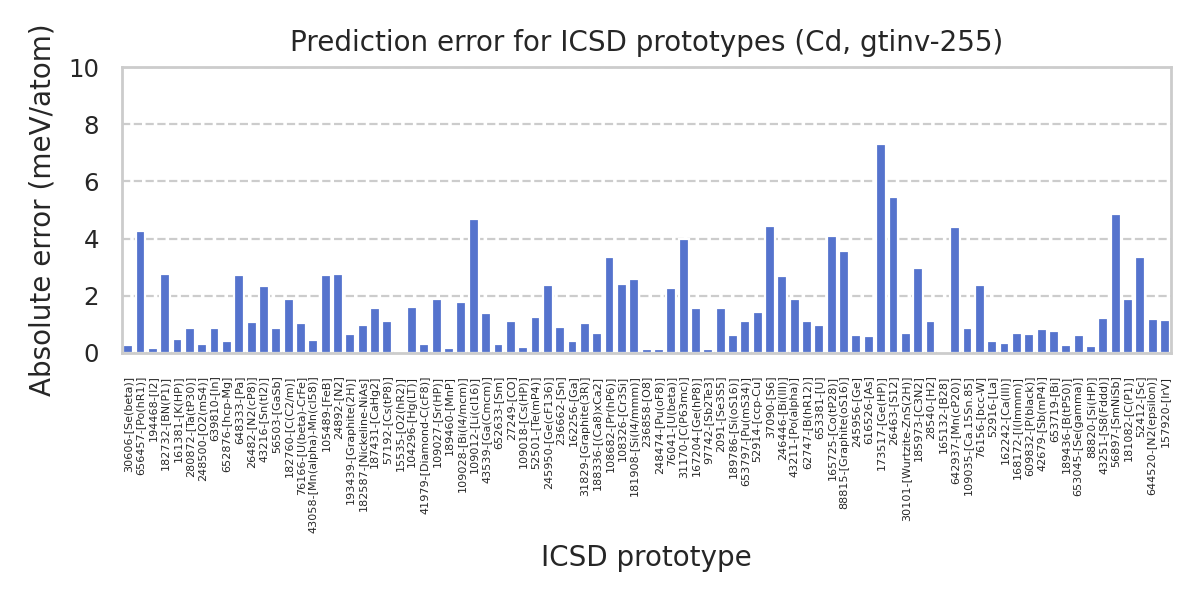 Prediction error for ICSD prototypes (Cd, gtinv-255)
Absolute error (meV/atom)
10
8
6
4
2
0
30606-[Se(beta)]
656457-[Po(hR1)]
194468-[I2]
182732-[BN(P1)]
161381-[K(HP)]
280872-[Ta(tP30)]
248500-[O2(mS4)]
639810-[In]
652876-[hcp-Mg]
648333-[Pa]
26482-[N2(cP8)]
43216-[Sn(tI2)]
56503-[GaSb]
182760-[C(C2/m)]
76166-[U(beta)-CrFe]
43058-[Mn(alpha)-Mn(cI58)]
105489-[FeB]
24892-[N2]
193439-[Graphite(2H)]
182587-[Nickeline-NiAs]
187431-[CaHg2]
57192-[Cs(tP8)]
15535-[O2(hR2)]
104296-[Hg(LT)]
41979-[Diamond-C(cF8)]
109027-[Sr(HP)]
189460-[MnP]
109028-[Bi(I4/mcm)]
109012-[Li(cI16)]
43539-[Ga(Cmcm)]
652633-[Sm]
27249-[CO]
109018-[Cs(HP)]
52501-[Te(mP4)]
245950-[Ge(cF136)]
236662-[Sn]
162256-[Ga]
31829-[Graphite(3R)]
188336-[(Ca8)xCa2]
108682-[Pr(hP6)]
108326-[Cr3Si]
181908-[Si(I4/mmm)]
236858-[O8]
248474-[Pu(oF8)]
76041-[U(beta)]
31170-[C(P63mc)]
167204-[Ge(hP8)]
97742-[Sb2Te3]
2091-[Se3S5]
189786-[Si(oS16)]
653797-[Pu(mS34)]
52914-[ccp-Cu]
37090-[S6]
246446-[Bi(III)]
43211-[Po(alpha)]
62747-[B(hR12)]
653381-[U]
165725-[Co(tP28)]
88815-[Graphite(oS16)]
245956-[Ge]
616526-[As]
173517-[Ge(HP)]
26463-[S12]
30101-[Wurtzite-ZnS(2H)]
185973-[C3N2]
28540-[H2]
165132-[B28]
642937-[Mn(cP20)]
109035-[Ca.15Sn.85]
76156-[bcc-W]
52916-[La]
162242-[Ca(III)]
168172-[I(Immm)]
609832-[P(black)]
42679-[Sb(mP4)]
653719-[Bi]
189436-[B(tP50)]
653045-[Se(gamma)]
88820-[Si(HP)]
43251-[S8(Fddd)]
56897-[SmNiSb]
181082-[C(P1)]
52412-[Sc]
644520-[N2(epsilon)]
157920-[IrV]
ICSD prototype